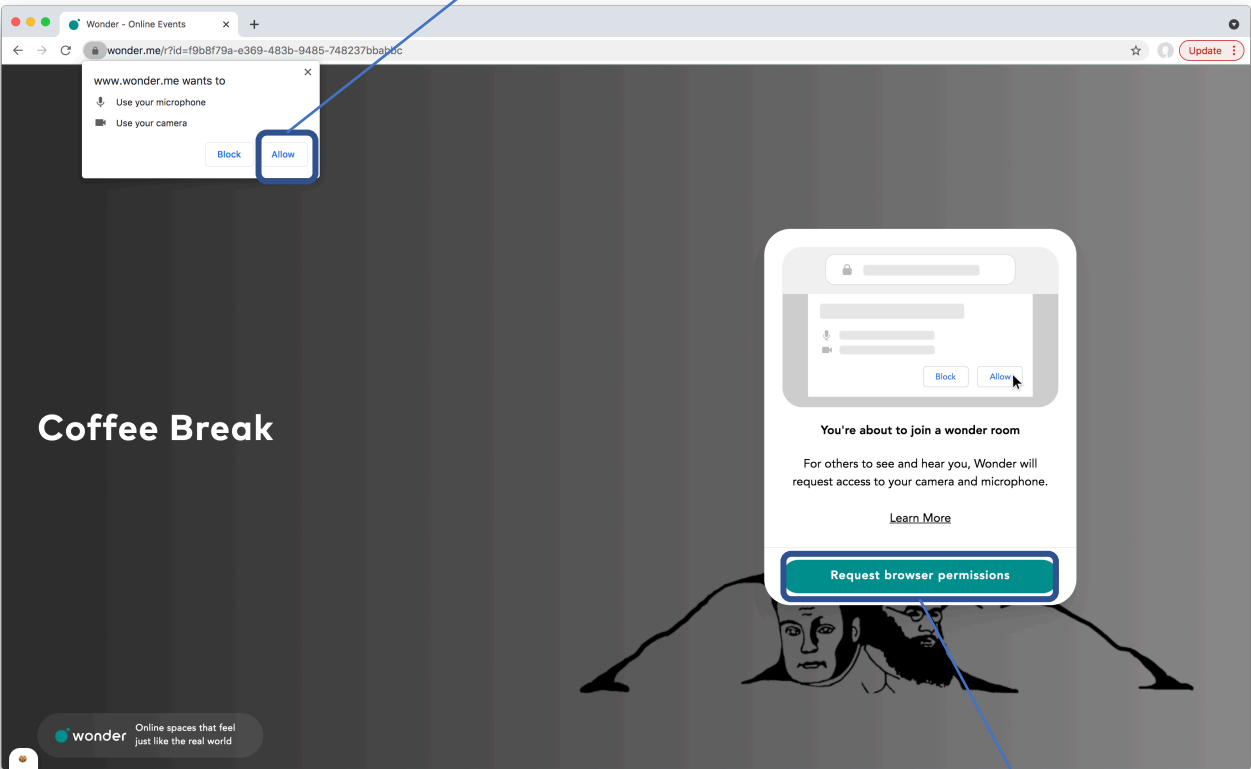 Wonder - Online Events
wonder.me/r?id=f9b8f79a-e369-483b-9485-748237bbabbc
Update
www.wonder.me wants to
Use your microphone
Use your camera
Block
Allow
Block
Allow
You're about to join a wonder room
For others to see and hear you, Wonder will
request access to your camera and microphone.
Learn More
Request browser permissions
Coffee Break
wonder
Online spaces that feel
just like the real world